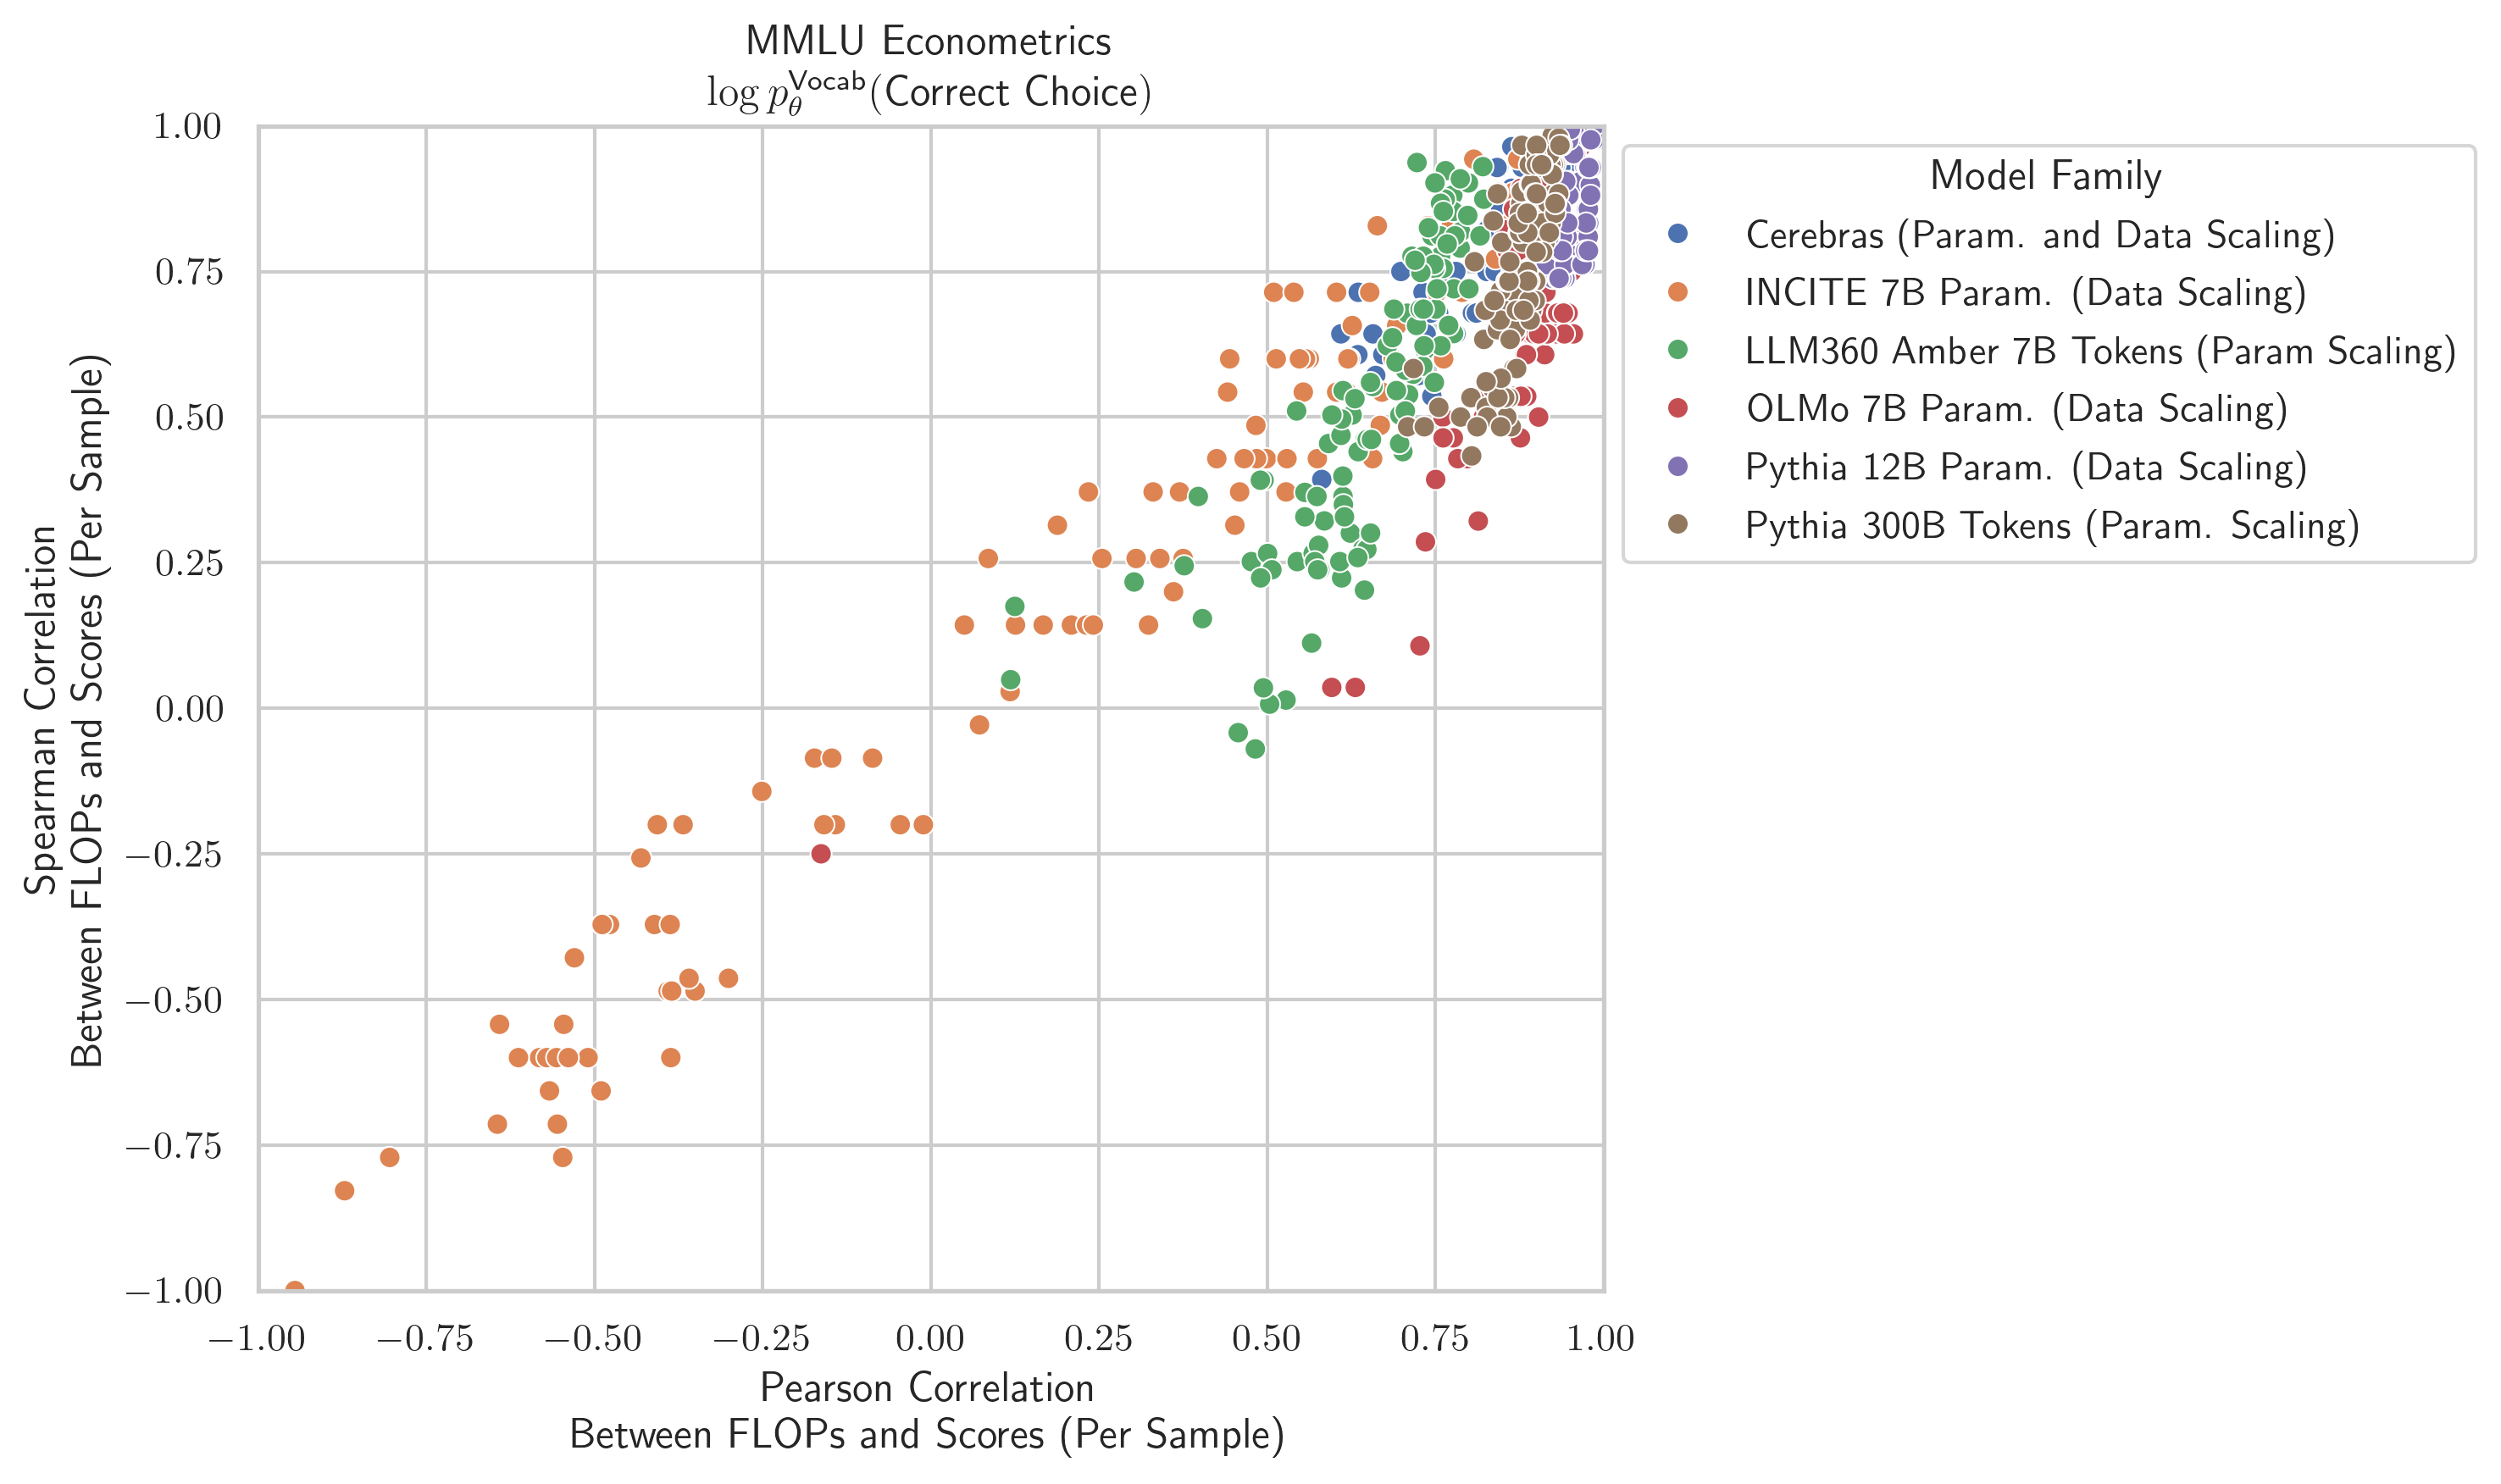 MMLU Econometrics
log p_θ^Vocab(Correct Choice)
Spearman Correlation
Between FLOPs and Scores (Per Sample)
1.00
0.75
0.50
0.25
0.00
−0.25
−0.50
−0.75
−1.00
−1.00 −0.75 −0.50 −0.25 0.00 0.25 0.50 0.75 1.00
Pearson Correlation
Between FLOPs and Scores (Per Sample)
Model Family
Cerebras (Param. and Data Scaling)
INCITE 7B Param. (Data Scaling)
LLM360 Amber 7B Tokens (Param Scaling)
OLMo 7B Param. (Data Scaling)
Pythia 12B Param. (Data Scaling)
Pythia 300B Tokens (Param. Scaling)